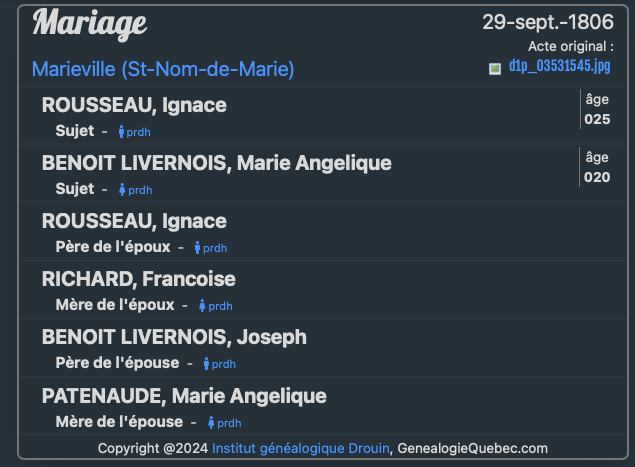 Mariage
29-sept.-1806
Acte original :
Marieville (St-Nom-de-Marie)
d1p_03531545.jpg
ROUSSEAU, Ignace
âge
Sujet - prdh
025
BENOIT LIVERNOIS, Marie Angelique
âge
Sujet - prdh
020
ROUSSEAU, Ignace
Père de l'époux - prdh
RICHARD, Francoise
Mère de l'époux - prdh
BENOIT LIVERNOIS, Joseph
Père de l'épouse - prdh
PATENAUDE, Marie Angelique
Mère de l'épouse - prdh
Copyright @2024 Institut généalogique Drouin, GenealogieQuebec.com